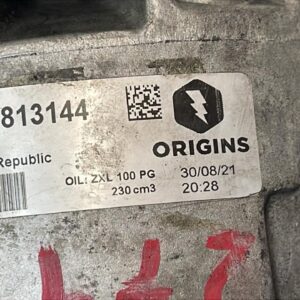 813144
ORIGINS
Republic
OIL: ZXL 100 PG
30/08/21
230 cm3
20:28